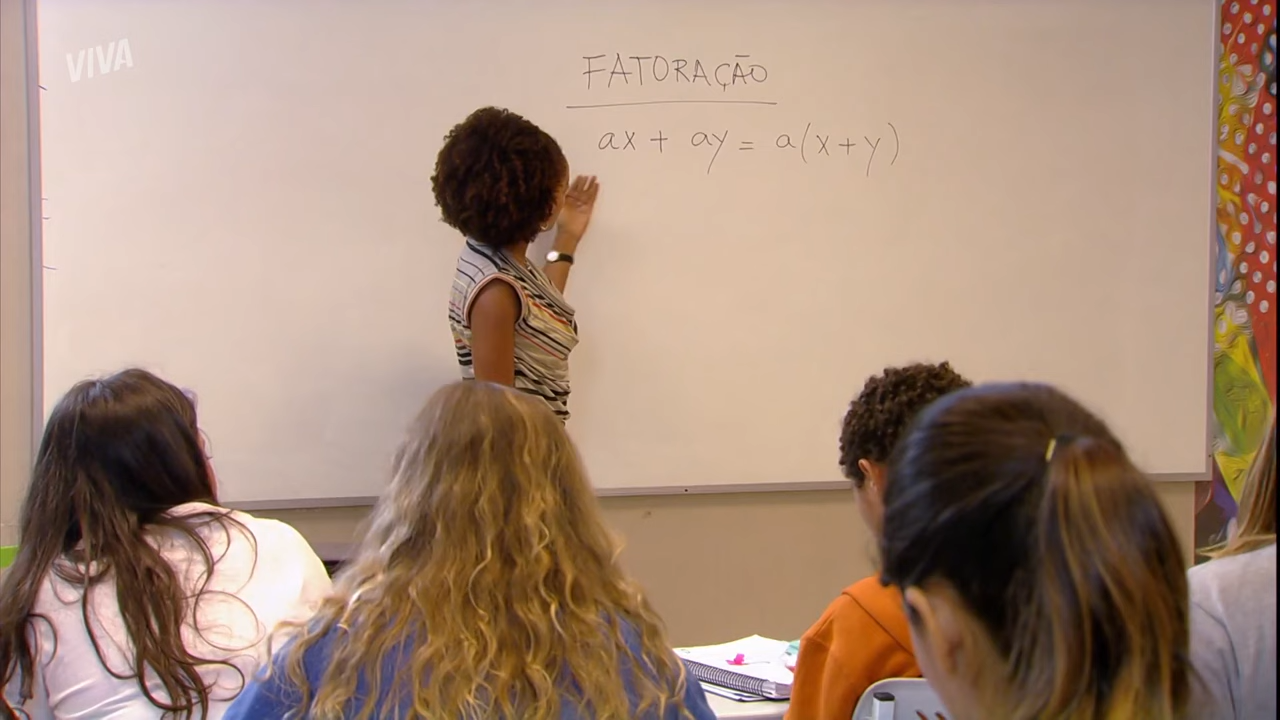 VIVA
FATORAÇÃO
ax + ay = a(x+y)